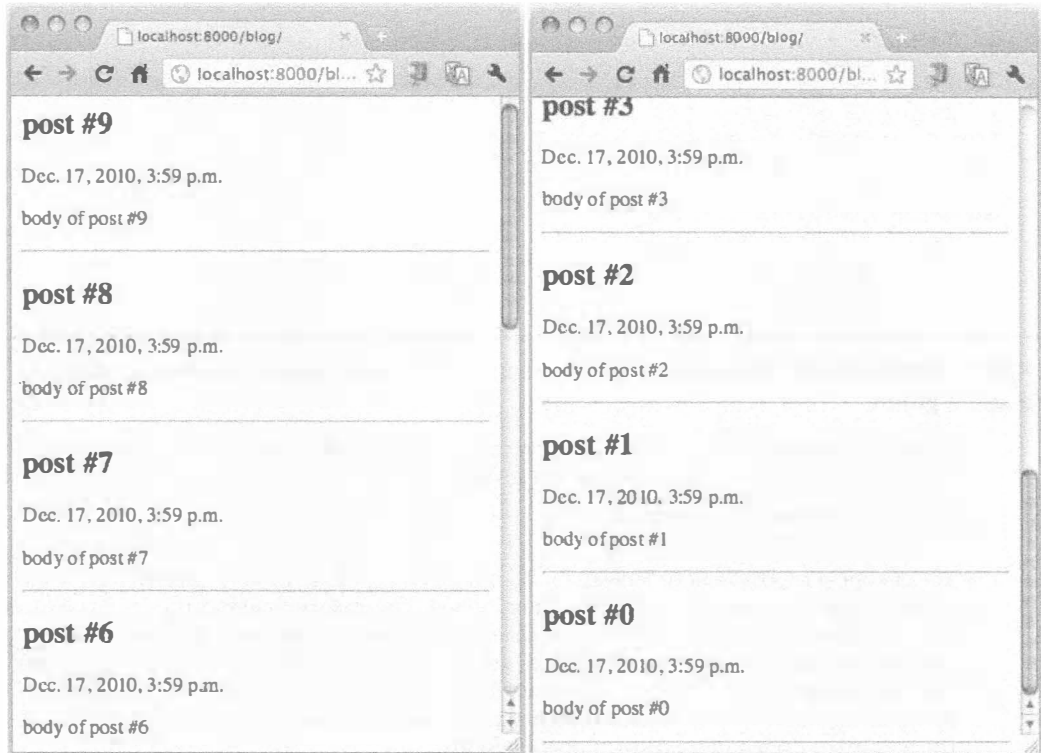 localhost:8000/blog/
localhost:8000/bl...
post #9
Dec. 17, 2010, 3:59 p.m.
body of post #9
post #8
Dec. 17, 2010, 3:59 p.m.
body of post #8
post #7
Dec. 17, 2010, 3:59 p.m.
body of post #7
post #6
Dec. 17, 2010, 3:59 p.m.
body of post #6
localhost:8000/blog/
localhost:8000/bl...
post #3
Dec. 17, 2010, 3:59 p.m.
body of post #3
post #2
Dec. 17, 2010, 3:59 p.m.
body of post #2
post #1
Dec. 17, 2010, 3:59 p.m.
body of post #1
post #0
Dec. 17, 2010, 3:59 p.m.
body of post #0